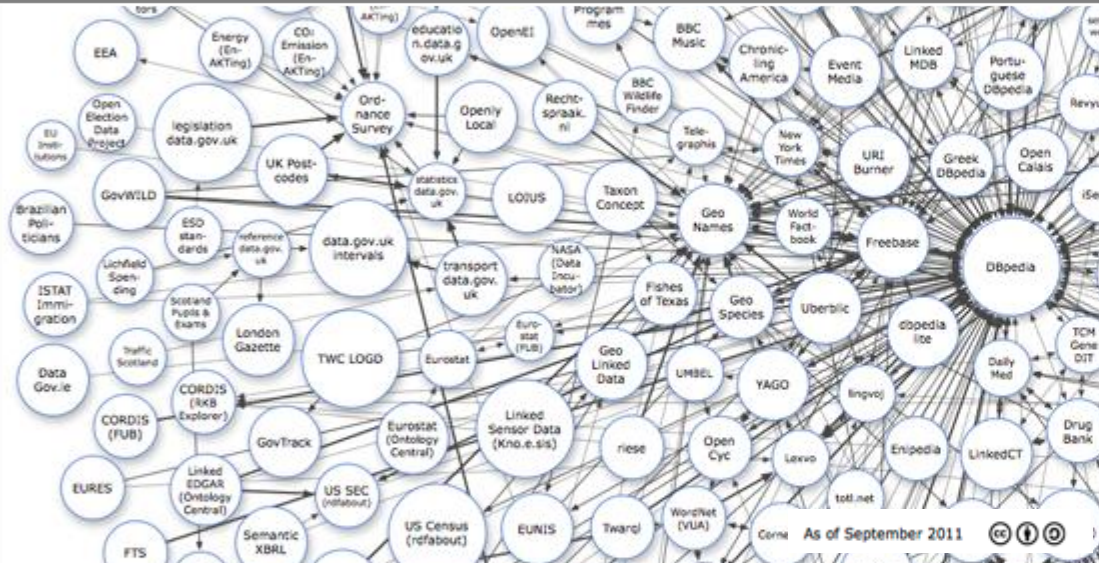 tors
EEA
Energy
(En-
AKTing)
CO2
Emission
(En-
AKTing)
AKTing)
educatio
n.data.g
ov.uk
OpenEI
Program
mes
BBC
Music
Chronic-
ling
America
Event
Media
Linked
MDB
Portu-
guese
DBpedia
Revyu
EU
Insti-
tutions
Open
Election
Data
Project
legislation
data.gov.uk
Ord-
nance
Survey
Openly
Local
Recht-
spraak.
nl
BBC
Wildlife
Finder
Tele-
graphis
New
York
Times
URI
Burner
Greek
DBpedia
Open
Calais
Brazilian
Poli-
ticians
GovWILD
UK Post-
codes
statistics
data.gov.
uk
LOIUS
Taxon
Concept
Geo
Names
World
Fact-
book
Freebase
DBpedia
ESD
stan-
dards
reference
data.gov.
uk
data.gov.uk
intervals
Lichfield
Spen-
ding
transport
data.gov.
uk
NASA
(Data
Incu-
bator)
Fishes
of Texas
Geo
Species
Uberblic
dbpedia
lite
ISTAT
Immi-
gration
Scotland
Pupils &
Exams
London
Gazette
TWC LOGD
Eurostat
Euro-
stat
(FUB)
Geo
Linked
Data
UMBEL
YAGO
lingvoj
Daily
Med
TCM
Gene
DIT
Traffic
Scotland
Data
Gov.ie
CORDIS
(RKB
Explorer)
CORDIS
(FUB)
GovTrack
Eurostat
(Ontology
Central)
Linked
Sensor Data
(Kno.e.sis)
riese
Open
Cyc
Lexvo
Enipedia
LinkedCT
Drug
Bank
EURES
Linked
EDGAR
(Ontology
Central)
US SEC
(rdfabout)
FTS
Semantic
XBRL
US Census
(rdfabout)
EUNIS
Twarql
WordNet
(VUA)
totl.net
Corne
As of September 2011
cc